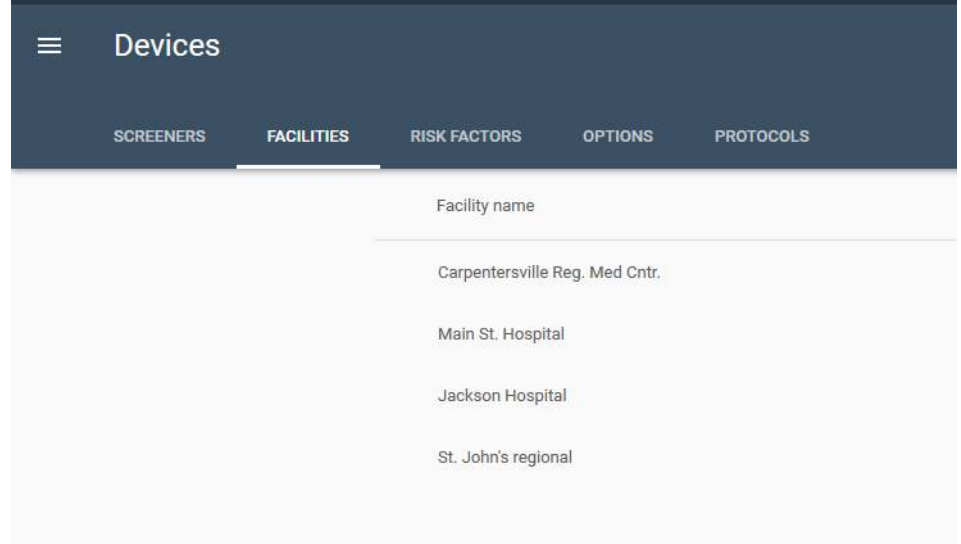 Devices
SCREENERS FACILITIES RISK FACTORS OPTIONS PROTOCOLS
Facility name
Carpentersville Reg. Med Cntr.
Main St. Hospital
Jackson Hospital
St. John's regional